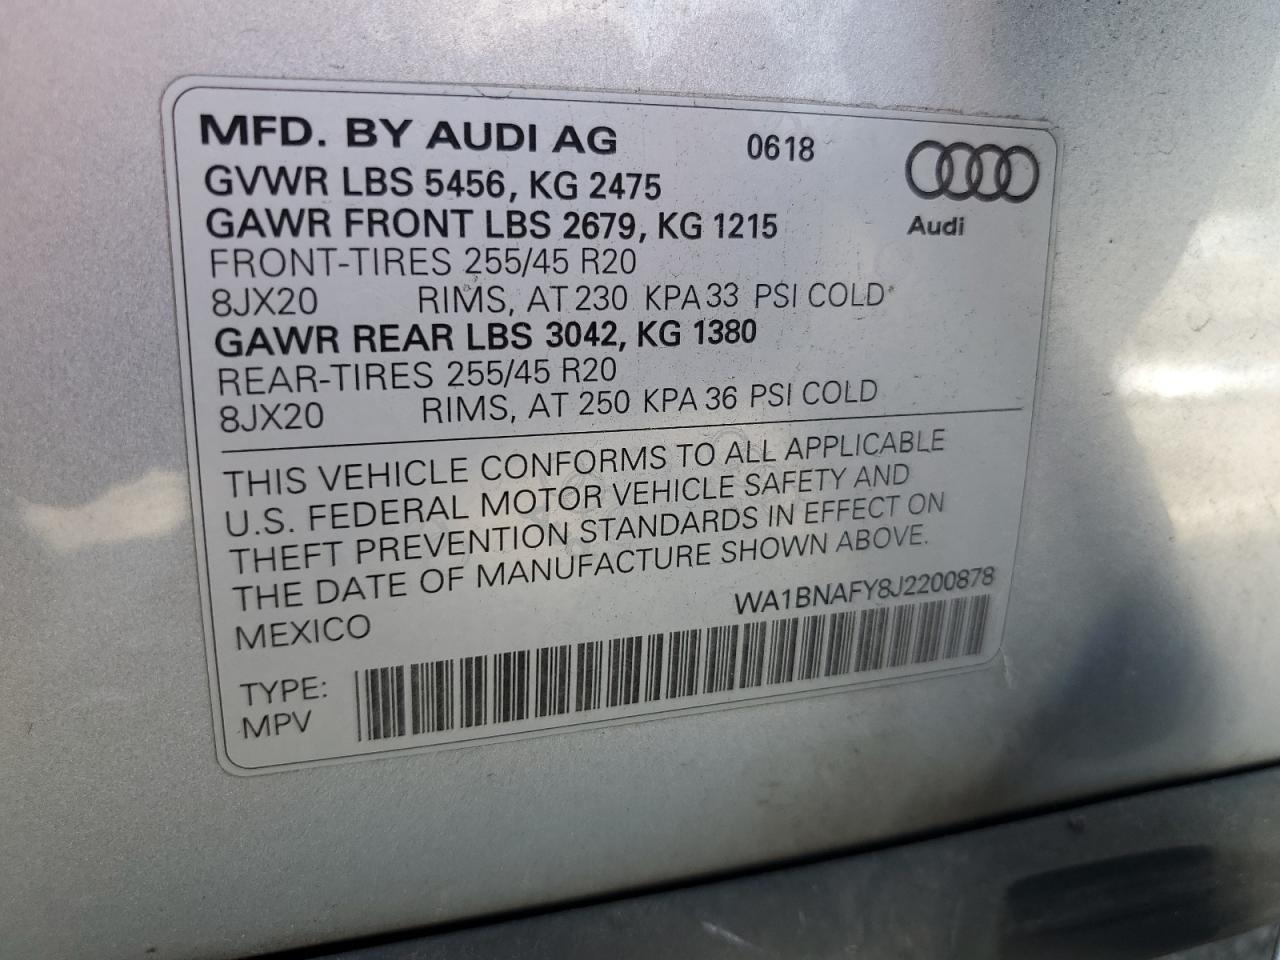 MFD. BY AUDI AG 0618
GVWR LBS 5456, KG 2475
GAWR FRONT LBS 2679, KG 1215
Audi
FRONT-TIRES 255/45 R20
8JX20 RIMS, AT 230 KPA 33 PSI COLD
GAWR REAR LBS 3042, KG 1380
REAR-TIRES 255/45 R20
8JX20 RIMS, AT 250 KPA 36 PSI COLD
THIS VEHICLE CONFORMS TO ALL APPLICABLE
U.S. FEDERAL MOTOR VEHICLE SAFETY AND
THEFT PREVENTION STANDARDS IN EFFECT ON
THE DATE OF MANUFACTURE SHOWN ABOVE.
MEXICO WA1BNAFY8J2200878
TYPE:
MPV